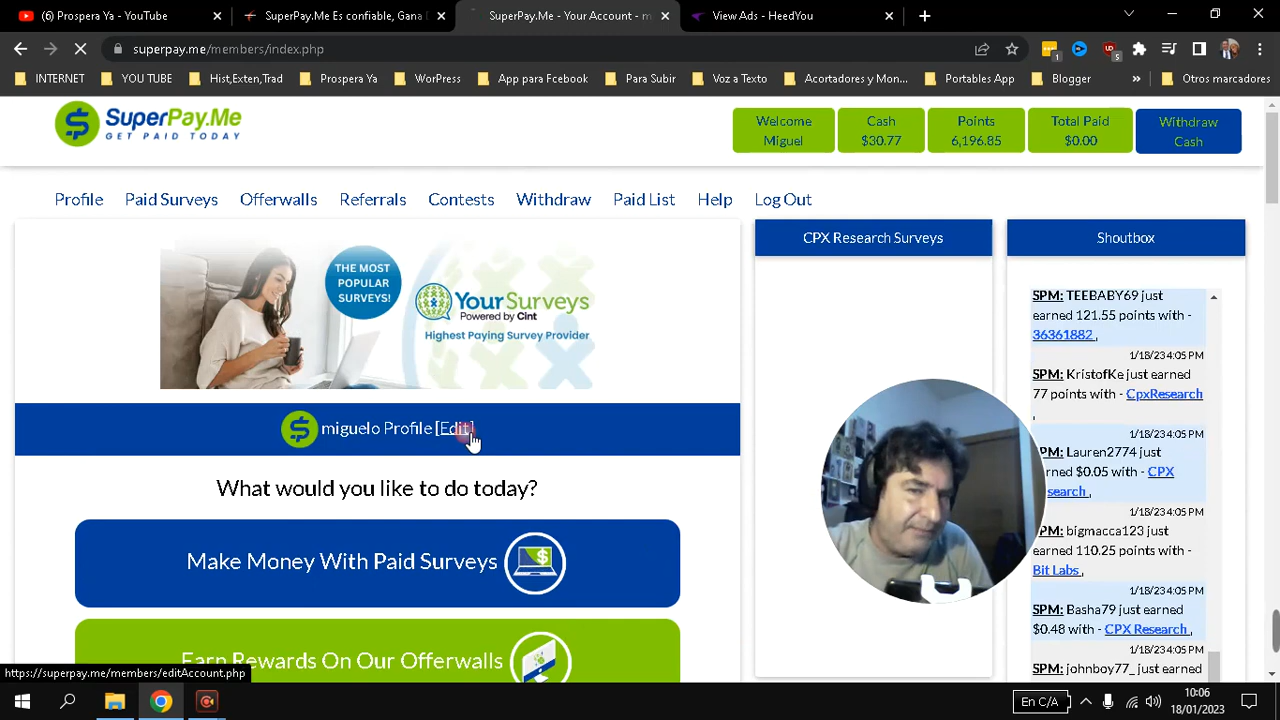 (6) Prospera Ya - YouTube
SuperPay.Me Es confiable, Gana D
SuperPay.Me - Your Account - m
View Ads - HeedYou
superpay.me/members/index.php
1
5
INTERNET
YOU TUBE
Hist,Exten,Trad
Prospera Ya
WorPress
App para Fcebook
Para Subir
Voz a Texto
Acortadores y Mon...
Portables App
Blogger
»
Otros marcadores
SuperPay.Me
GET PAID TODAY
Welcome
Miguel
Cash
$30.77
Points
6,196.85
Total Paid
$0.00
Withdraw
Cash
Profile
Paid Surveys
Offerwalls
Referrals
Contests
Withdraw
Paid List
Help
Log Out
THE MOST
POPULAR
SURVEYS!
YourSurveys
Powered by Cint
Highest Paying Survey Provider
miguelo Profile [Edit]
What would you like to do today?
Make Money With Paid Surveys
Earn Rewards On Our Offerwalls
CPX Research Surveys
Shoutbox
SPM: TEEBABY69 just
earned 121.55 points with -
36361882 ,
1/18/23 4:05 PM
SPM: KristofKe just earned
77 points with - CpxResearch
,
1/18/23 4:05 PM
SPM: Lauren2774 just
earned $0.05 with - CPX
esearch ,
1/18/23 4:05 PM
PM: bigmacca123 just
earned 110.25 points with -
Bit Labs ,
1/18/23 4:05 PM
SPM: Basha79 just earned
$0.48 with - CPX Research ,
1/18/23 4:05 PM
SPM: johnboy77_ just earned
https://superpay.me/members/editAccount.php
En C/A
10:06
18/01/2023